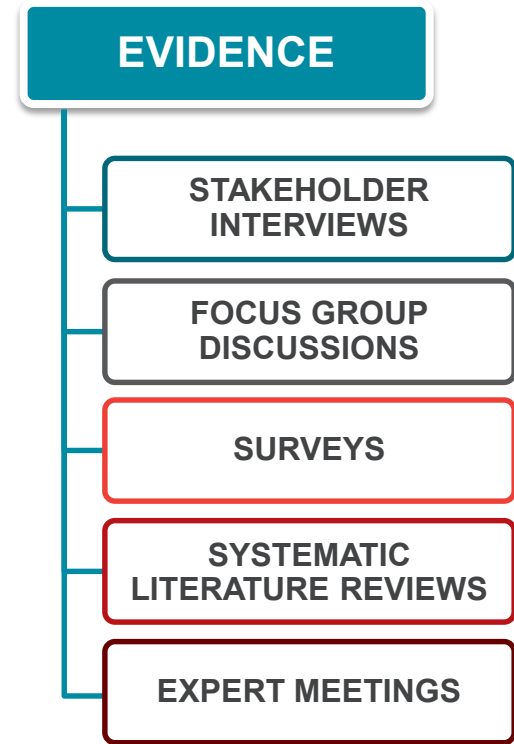 EVIDENCE
STAKEHOLDER
INTERVIEWS
FOCUS GROUP
DISCUSSIONS
SURVEYS
SYSTEMATIC
LITERATURE REVIEWS
EXPERT MEETINGS